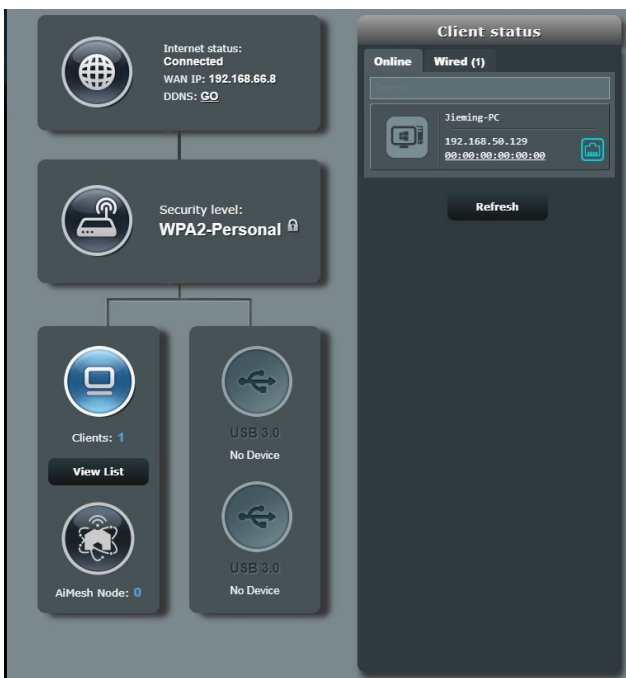 Internet status:
Connected
WAN IP: 192.168.66.8
DDNS: GO
Security level:
WPA2-Personal
Clients: 1
View List
AiMesh Node: 0
USB 3.0
No Device
USB 3.0
No Device
Client status
Online Wired (1)
Search
Jieming-PC
192.168.50.129
00:00:00:00:00:00
Refresh